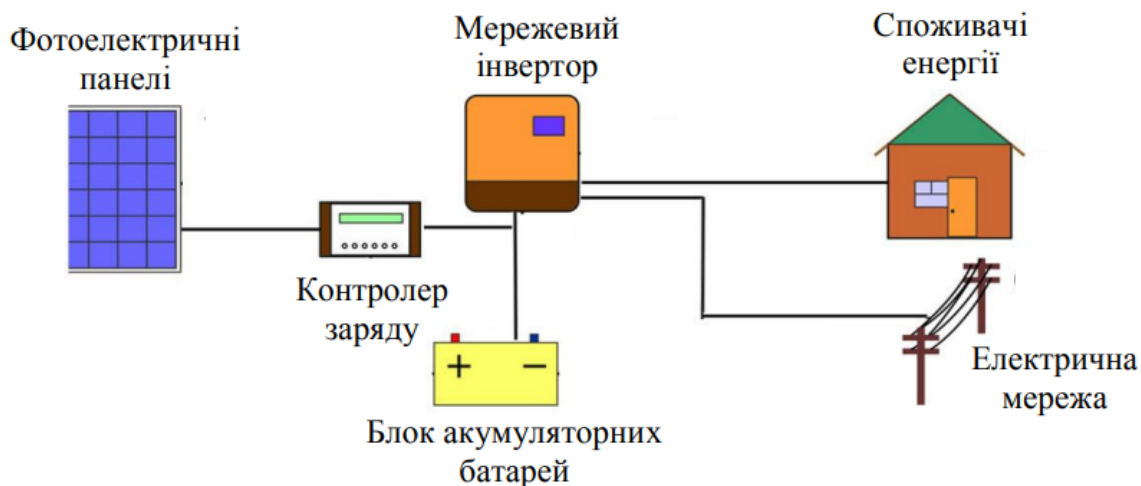 Фотоелектричні
панелі
Мережевий
інвертор
Споживачі
енергії
Контролер
заряду
+ −
Блок акумуляторних
батарей
Електрична
мережа